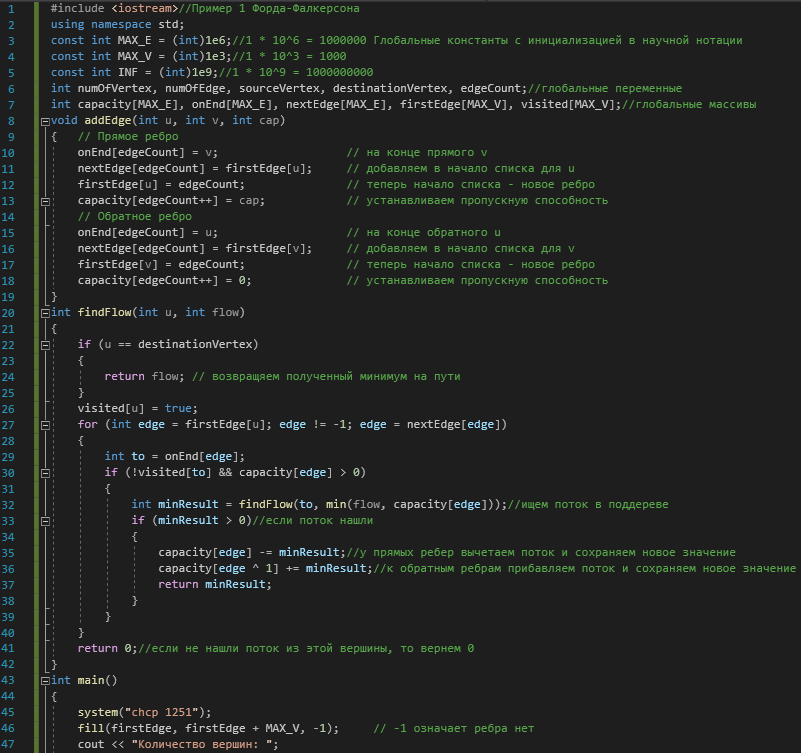 1 #include <iostream>//Пример 1 Форда-Фалкерсона
2 using namespace std;
3 const int MAX_E = (int)1e6;//1 * 10^6 = 1000000 Глобальные константы с инициализацией в научной нотации
4 const int MAX_V = (int)1e3;//1 * 10^3 = 1000
5 const int INF = (int)1e9;//1 * 10^9 = 1000000000
6 int numOfVertex, numOfEdge, sourceVertex, destinationVertex, edgeCount;//глобальные переменные
7 int capacity[MAX_E], onEnd[MAX_E], nextEdge[MAX_E], firstEdge[MAX_V], visited[MAX_V];//глобальные массивы
8 void addEdge(int u, int v, int cap)
9 { // Прямое ребро
10 onEnd[edgeCount] = v; // на конце прямого v
11 nextEdge[edgeCount] = firstEdge[u]; // добавляем в начало списка для u
12 firstEdge[u] = edgeCount; // теперь начало списка - новое ребро
13 capacity[edgeCount++] = cap; // устанавливаем пропускную способность
14 // Обратное ребро
15 onEnd[edgeCount] = u; // на конце обратного u
16 nextEdge[edgeCount] = firstEdge[v]; // добавляем в начало списка для v
17 firstEdge[v] = edgeCount; // теперь начало списка - новое ребро
18 capacity[edgeCount++] = 0; // устанавливаем пропускную способность
19 }
20 int findFlow(int u, int flow)
21 {
22 if (u == destinationVertex)
23 {
24 return flow; // возвращяем полученный минимум на пути
25 }
26 visited[u] = true;
27 for (int edge = firstEdge[u]; edge != -1; edge = nextEdge[edge])
28 {
29 int to = onEnd[edge];
30 if (!visited[to] && capacity[edge] > 0)
31 {
32 int minResult = findFlow(to, min(flow, capacity[edge]));//ищем поток в поддереве
33 if (minResult > 0)//если поток нашли
34 {
35 capacity[edge] -= minResult;//у прямых ребер вычетаем поток и сохраняем новое значение
36 capacity[edge ^ 1] += minResult;//к обратным ребрам прибавляем поток и сохраняем новое значение
37 return minResult;
38 }
39 }
40 }
41 return 0;//если не нашли поток из этой вершины, то вернем 0
42 }
43 int main()
44 {
45 system("chcp 1251");
46 fill(firstEdge, firstEdge + MAX_V, -1); // -1 означает ребра нет
47 cout << "Количество вершин: ";